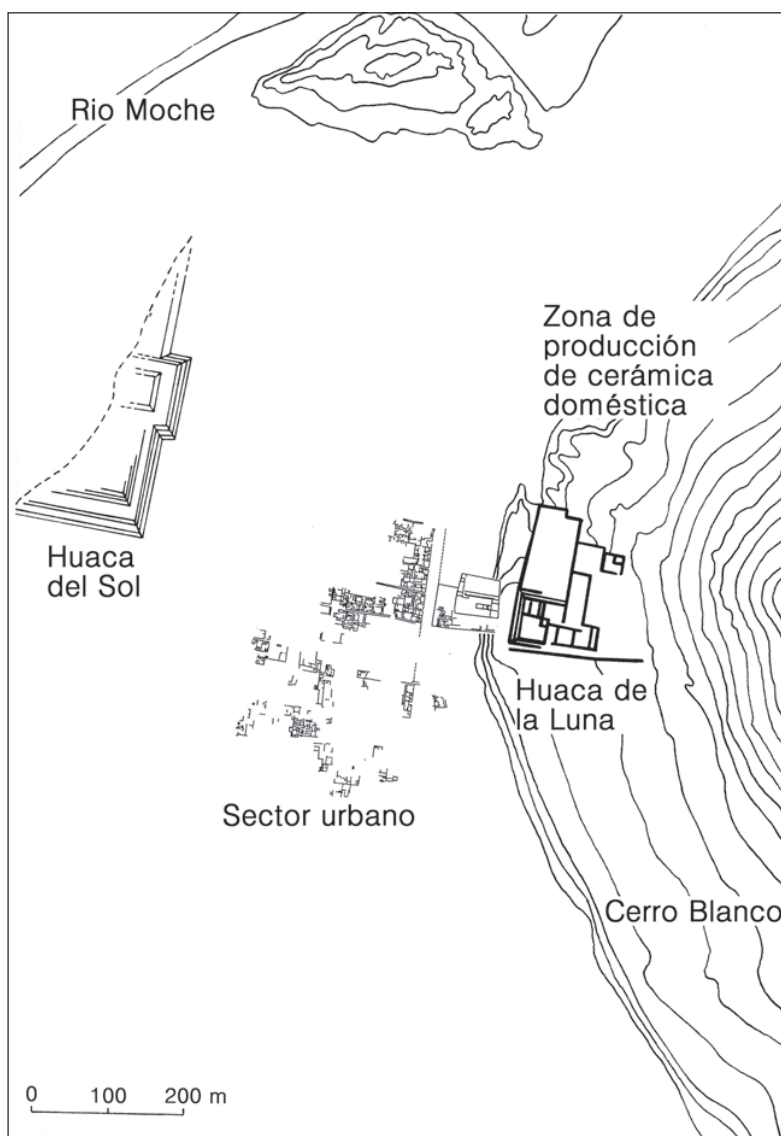 Rio Moche
Zona de
producción
de cerámica
doméstica
Huaca
del Sol
Huaca de
la Luna
Sector urbano
Cerro Blanco
0 100 200 m